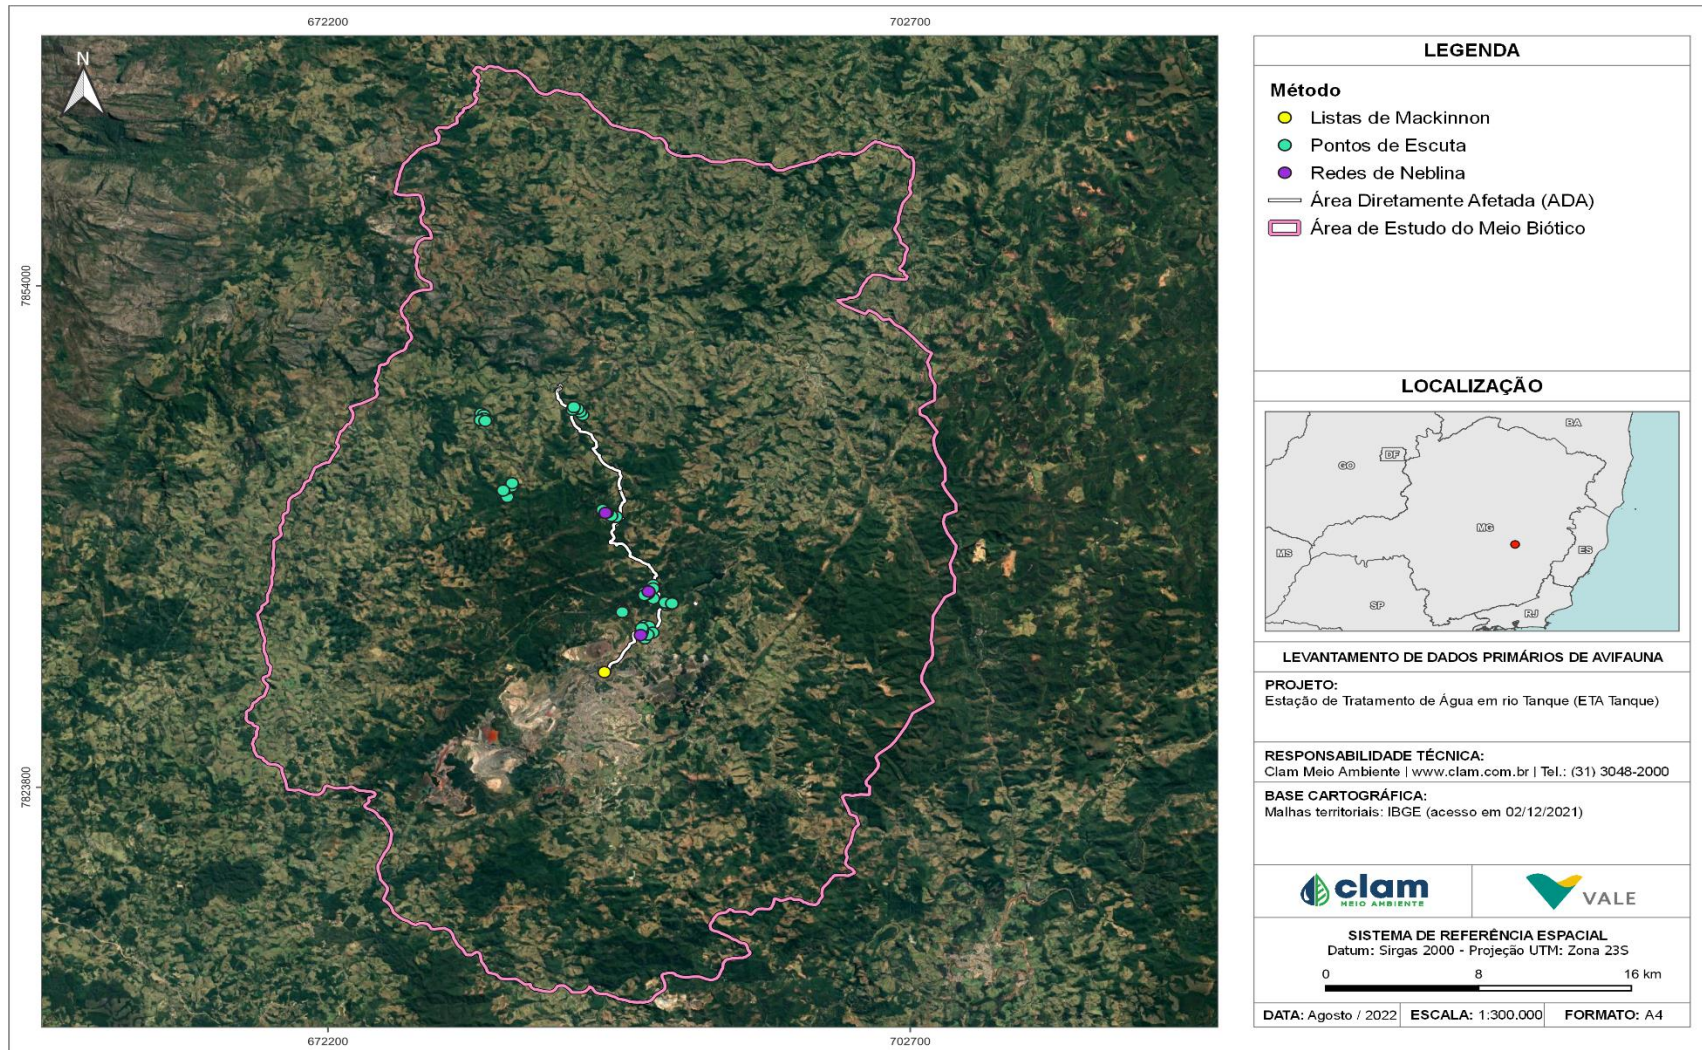 672200
702700
N
7854000
7823800
672200
702700
LEGENDA
Método
Listas de Mackinnon
Pontos de Escuta
Redes de Neblina
Área Diretamente Afetada (ADA)
Área de Estudo do Meio Biótico
LOCALIZAÇÃO
BA
GO
DF
MG
MS
ES
SP
RJ
LEVANTAMENTO DE DADOS PRIMÁRIOS DE AVIFAUNA
PROJETO:
Estação de Tratamento de Água em rio Tanque (ETA Tanque)
RESPONSABILIDADE TÉCNICA:
Clam Meio Ambiente | www.clam.com.br | Tel.: (31) 3048-2000
BASE CARTOGRÁFICA:
Malhas territoriais: IBGE (acesso em 02/12/2021)
clam
MEIO AMBIENTE
VALE
SISTEMA DE REFERÊNCIA ESPACIAL
Datum: Sirgas 2000 - Projeção UTM: Zona 23S
0 8 16 km
DATA: Agosto / 2022 ESCALA: 1:300.000 FORMATO: A4